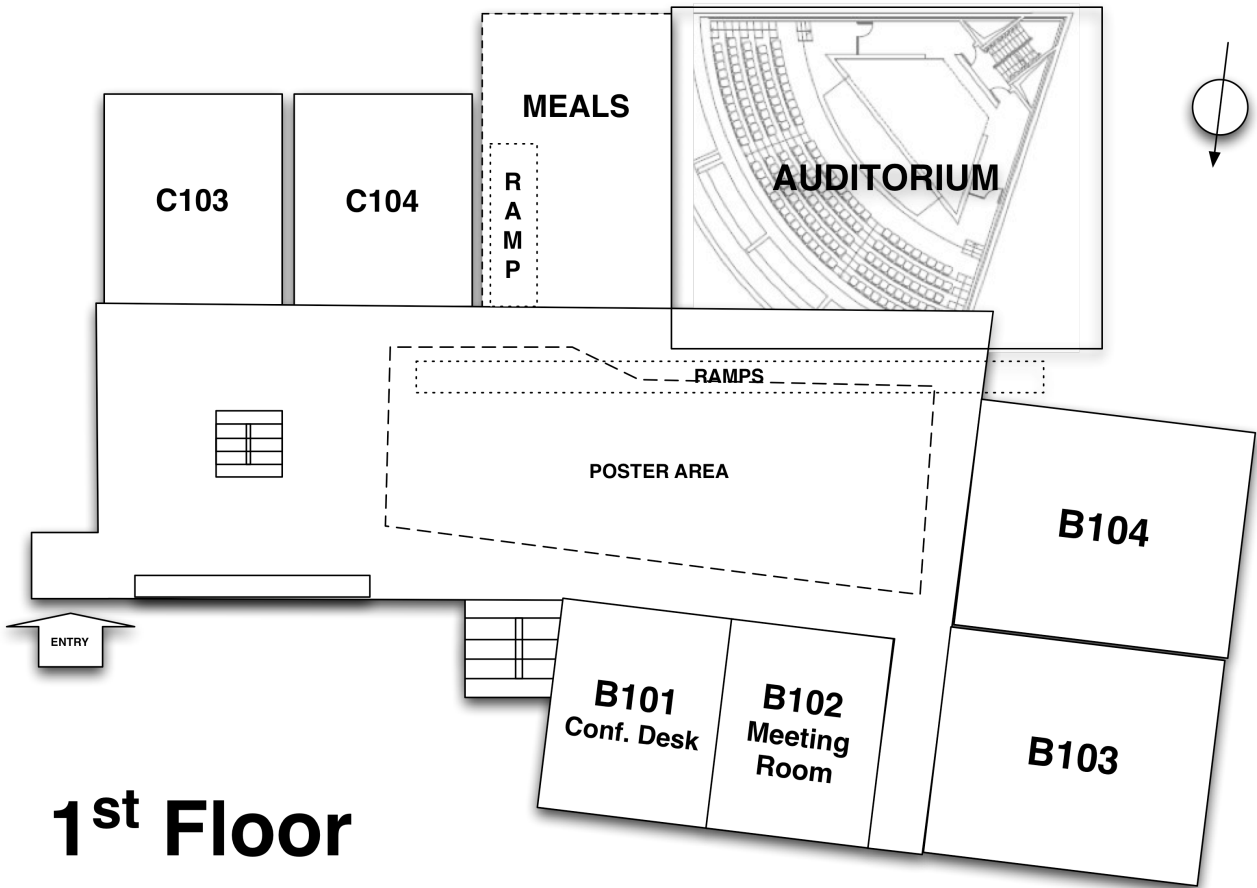 MEALS
C103
C104
R
A
M
P
AUDITORIUM
RAMPS
POSTER AREA
B104
ENTRY
B101
Conf. Desk
B102
Meeting
Room
B103
1st Floor